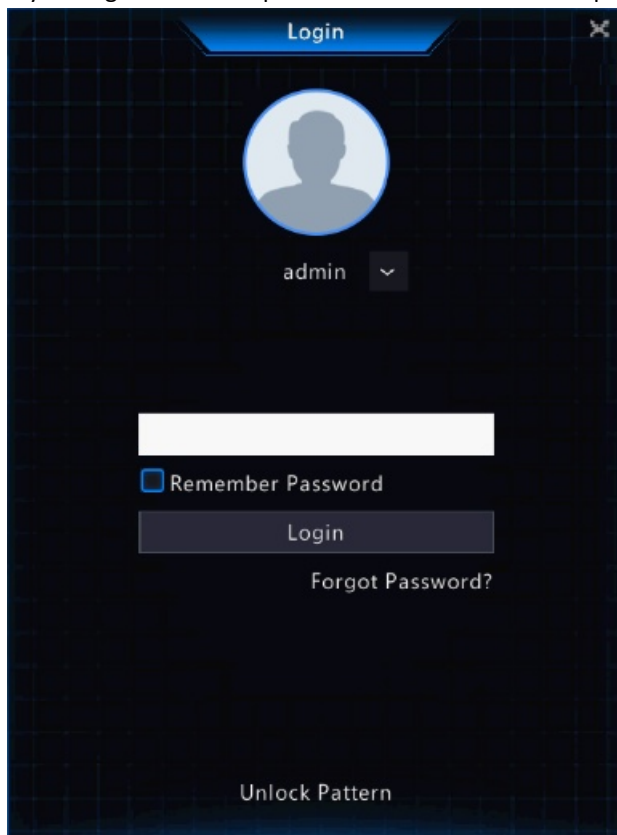 Login
admin
Remember Password
Login
Forgot Password?
Unlock Pattern